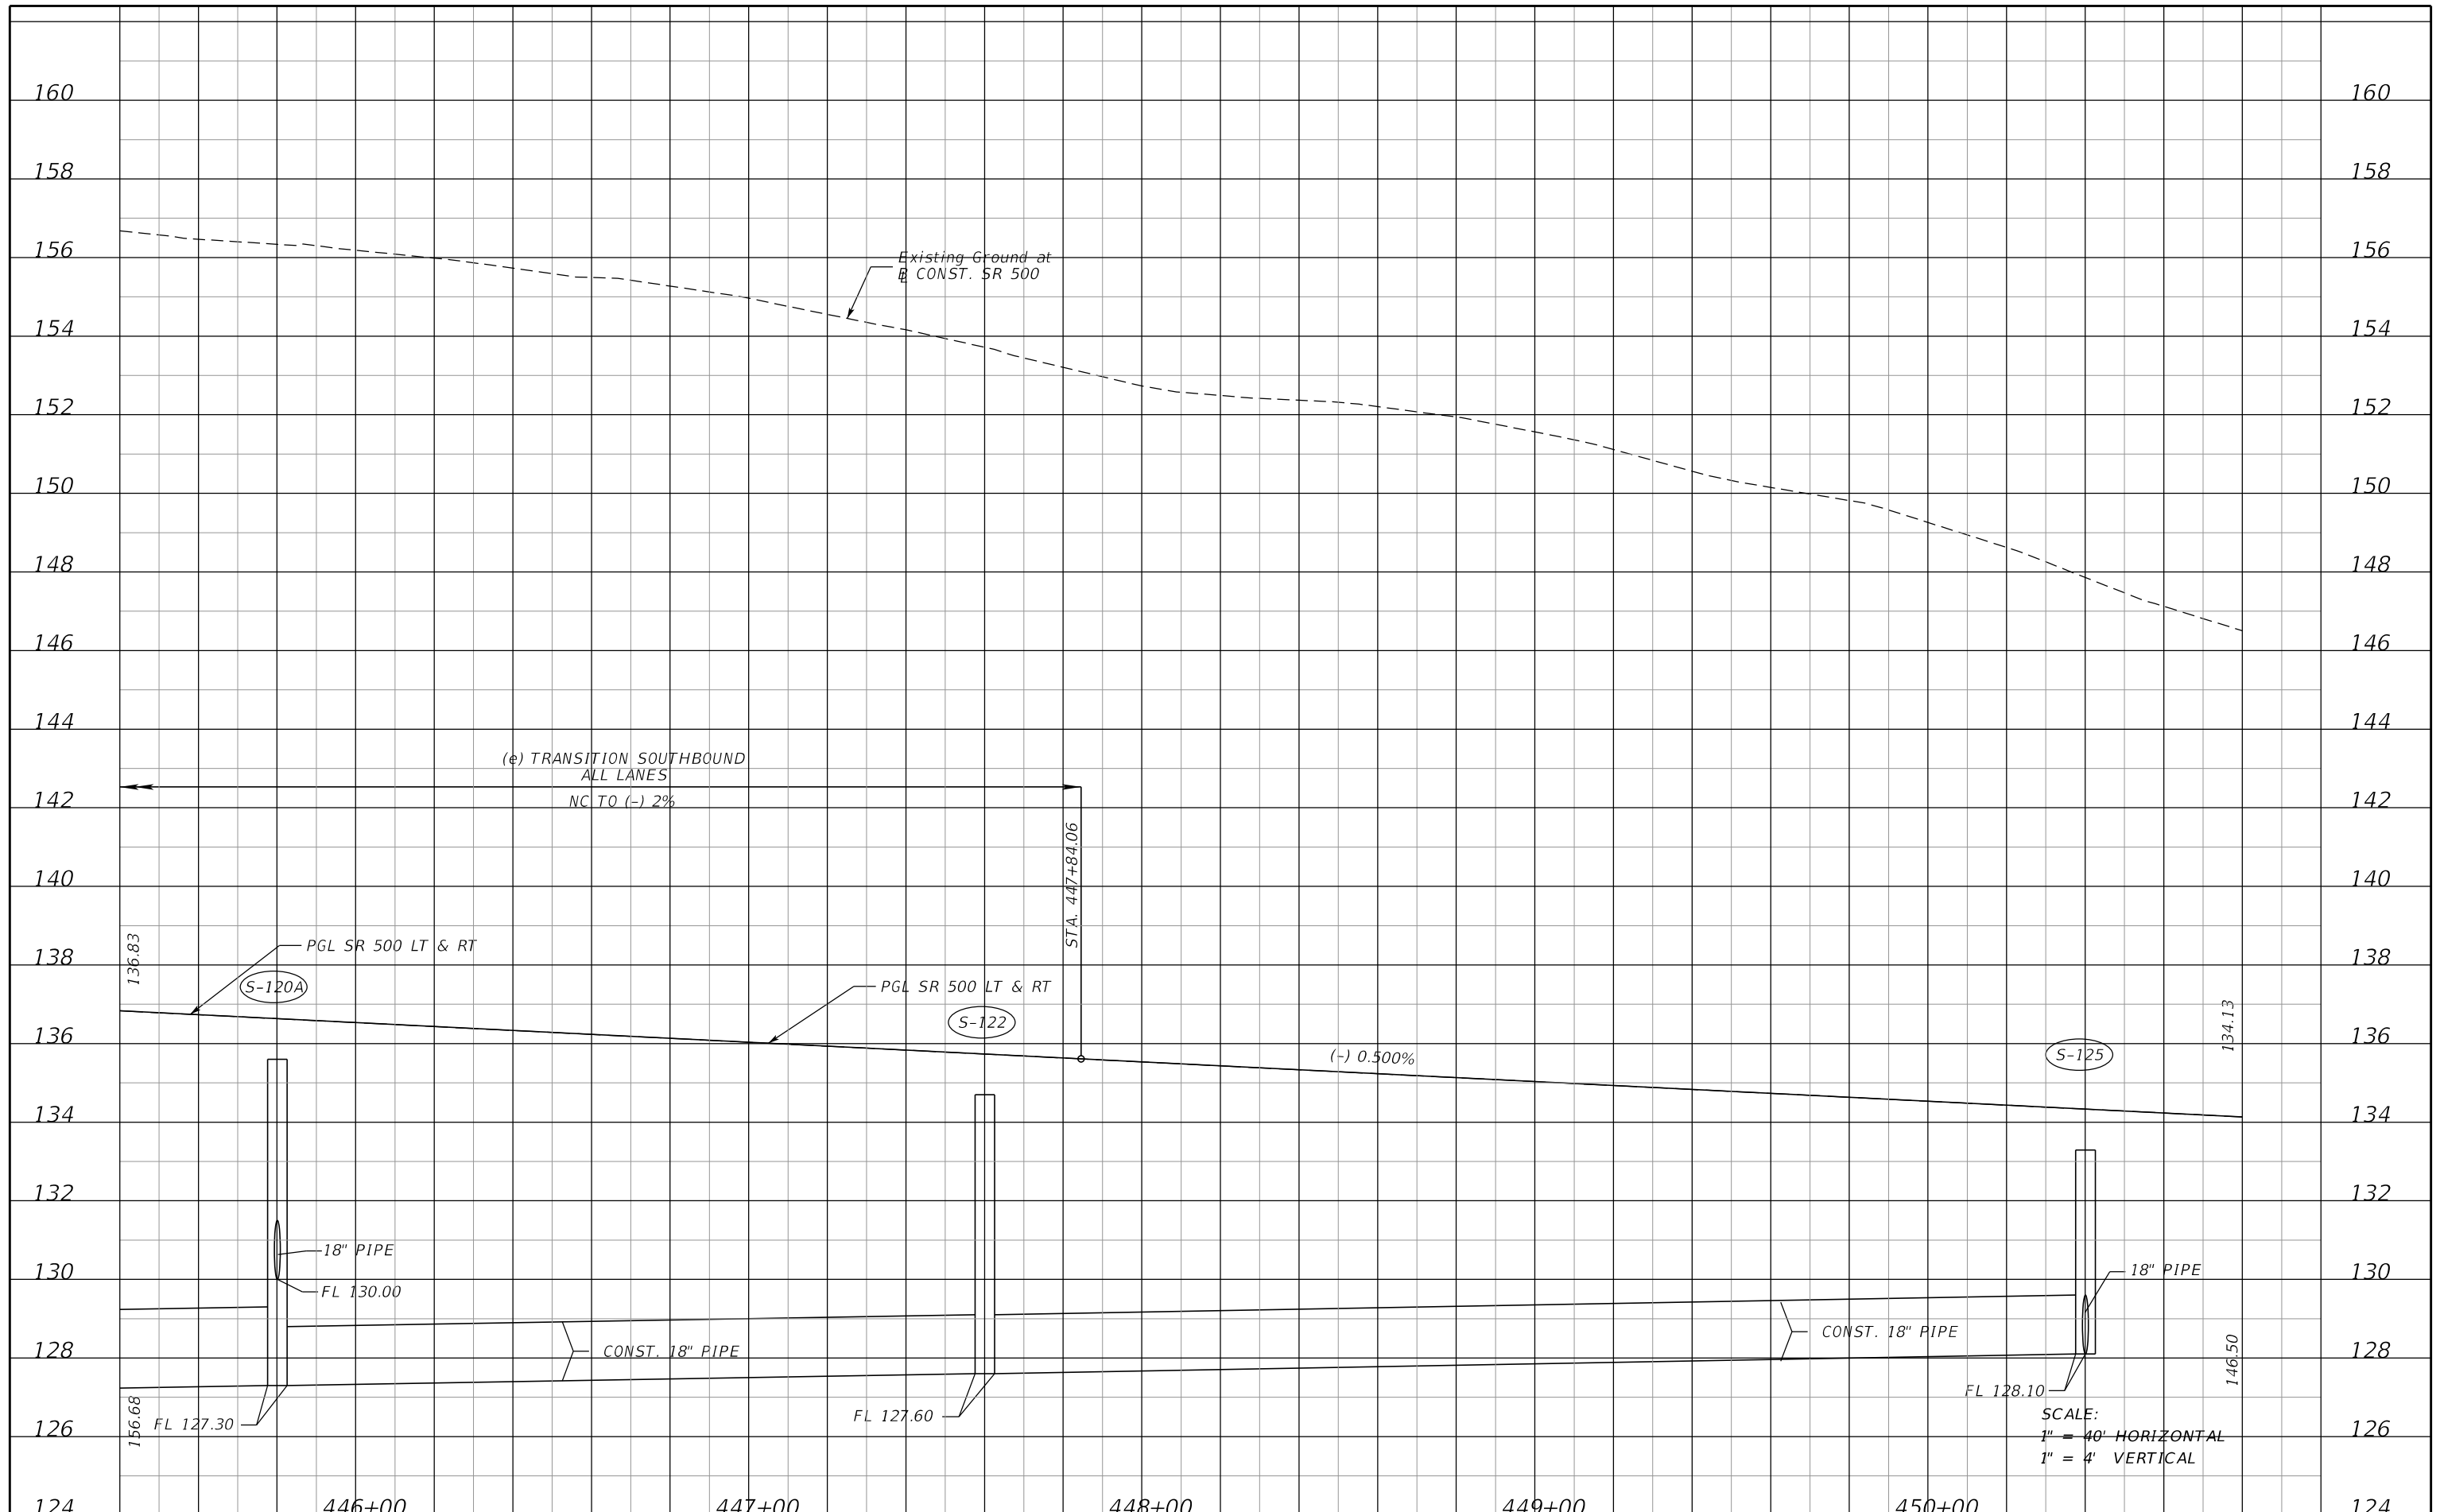 160 160
158 158
156 156
Existing Ground at
BL CONST. SR 500
154 154
152 152
150 150
148 148
146 146
144 144
(e) TRANSITION SOUTHBOUND
ALL LANES
NC TO (-) 2%
142 142
STA. 447+84.06
140 140
136.83
PGL SR 500 LT & RT
138 138
S-120A
PGL SR 500 LT & RT
S-122
134.13
136 136
(-) 0.500%
S-125
134 134
132 132
18" PIPE
18" PIPE
130 130
FL 130.00
CONST. 18" PIPE
CONST. 18" PIPE
128 128
146.50
FL 128.10
156.68
FL 127.30
FL 127.60
SCALE:
126 126
1" = 40' HORIZONTAL
1" = 4' VERTICAL
124 446+00 447+00 448+00 449+00 450+00 124